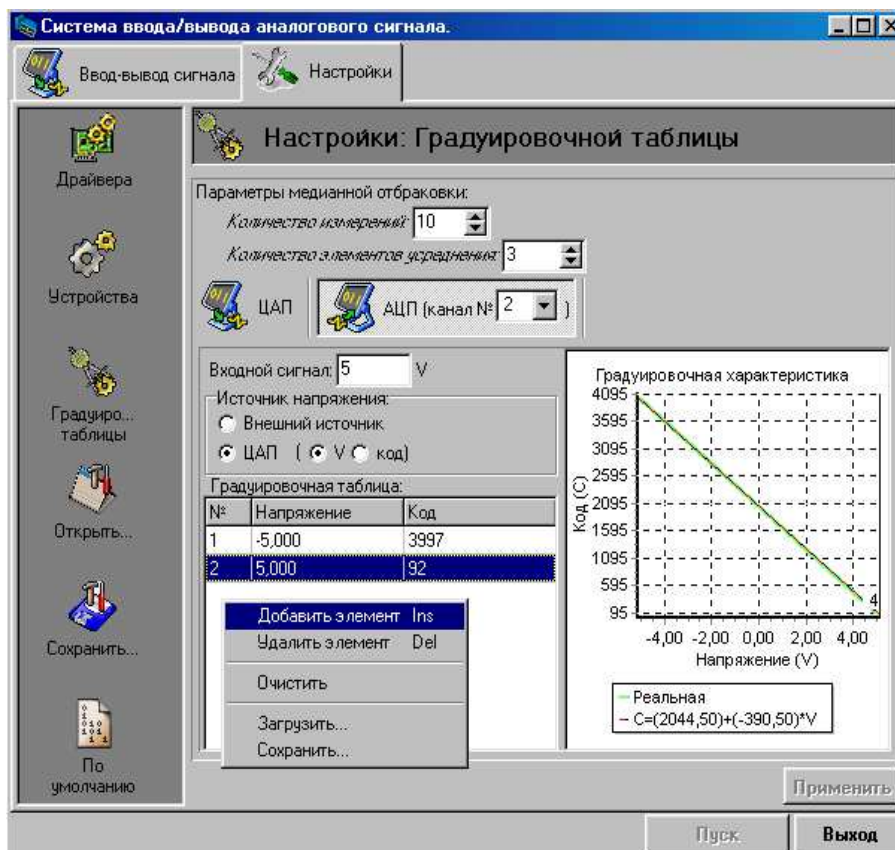 Система ввода/вывода аналогового сигнала.
Ввод-вывод сигнала
Настройки
Драйвера
Устройства
Градуиро...
таблицы
Открыть...
Сохранить...
По
умолчанию
Настройки: Градуировочной таблицы
Параметры медианной отбраковки:
Количество измерений: 10
Количество элементов усреднения: 3
ЦАП
АЦП (канал № 2 )
Входной сигнал: 5 V
Источник напряжения:
Внешний источник
ЦАП ( V код)
Градуировочная таблица:
№ Напряжение Код
1 -5,000 3997
2 5,000 92
Добавить элемент Ins
Удалить элемент Del
Очистить
Загрузить...
Сохранить...
Градуировочная характеристика
4095
3595
3095
2595
2095
1595
1095
595
95
Код (C)
4
-4,00 -2,00 0,00 2,00 4,00
Напряжение (V)
Реальная
C=(2044,50)+(-390,50)*V
Применить
Пуск
Выход